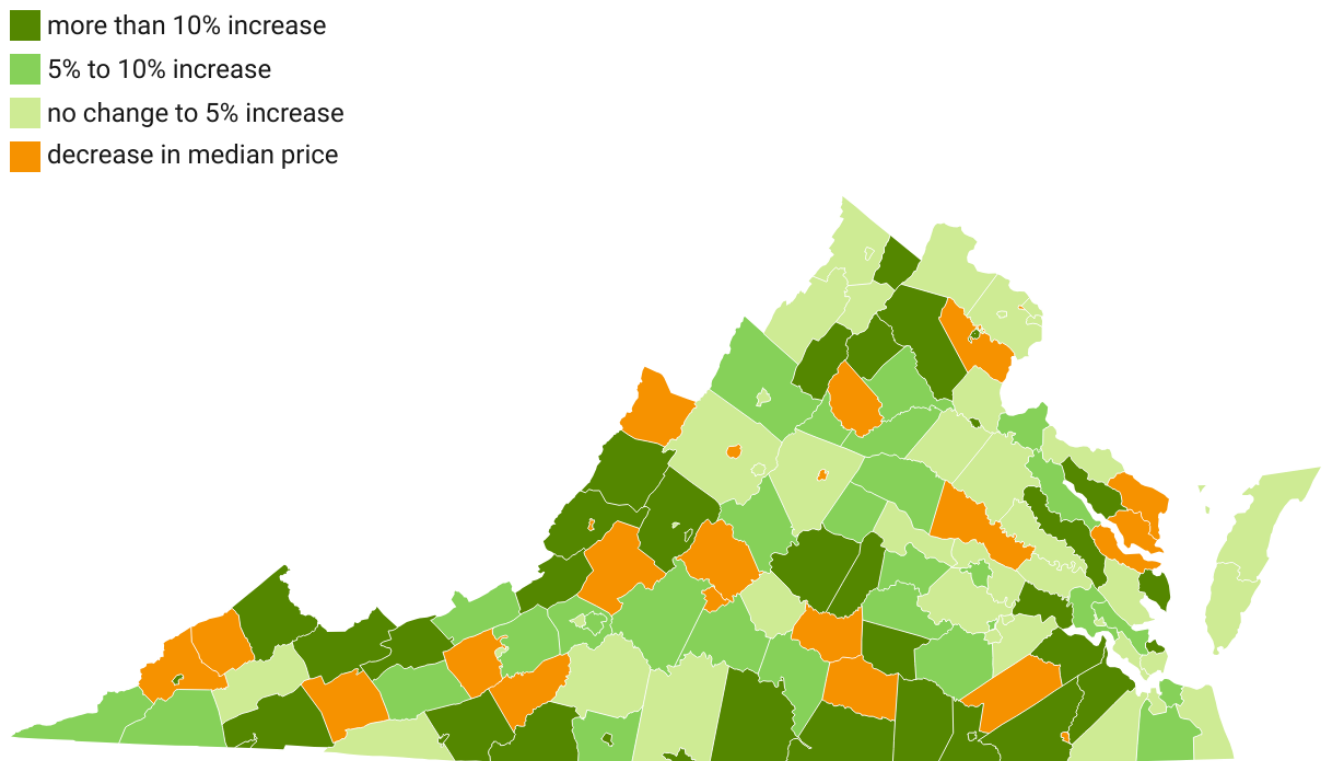 more than 10% increase
5% to 10% increase
no change to 5% increase
decrease in median price